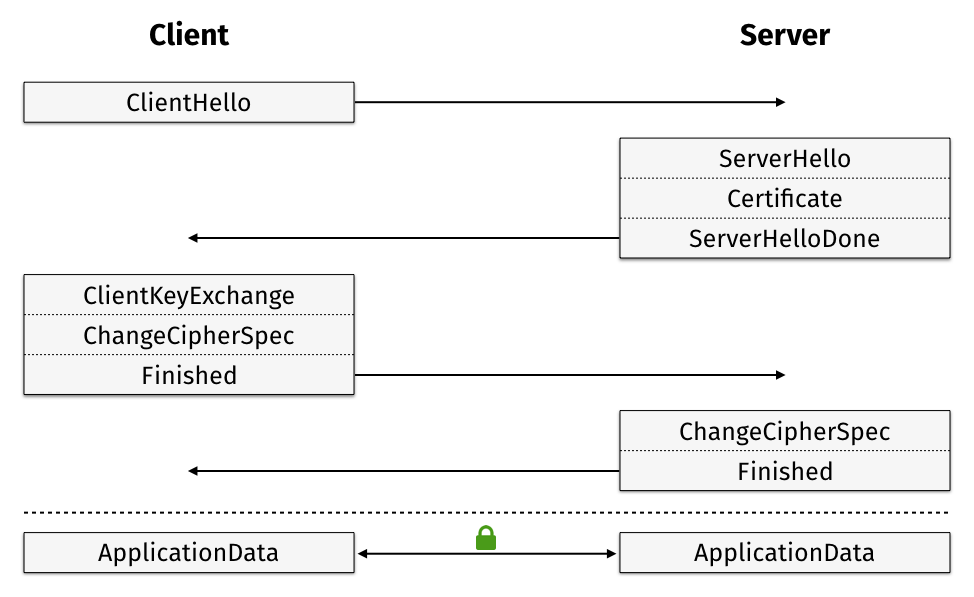 Client
Server
ClientHello
ServerHello
Certificate
ServerHelloDone
ClientKeyExchange
ChangeCipherSpec
Finished
ChangeCipherSpec
Finished
ApplicationData
ApplicationData